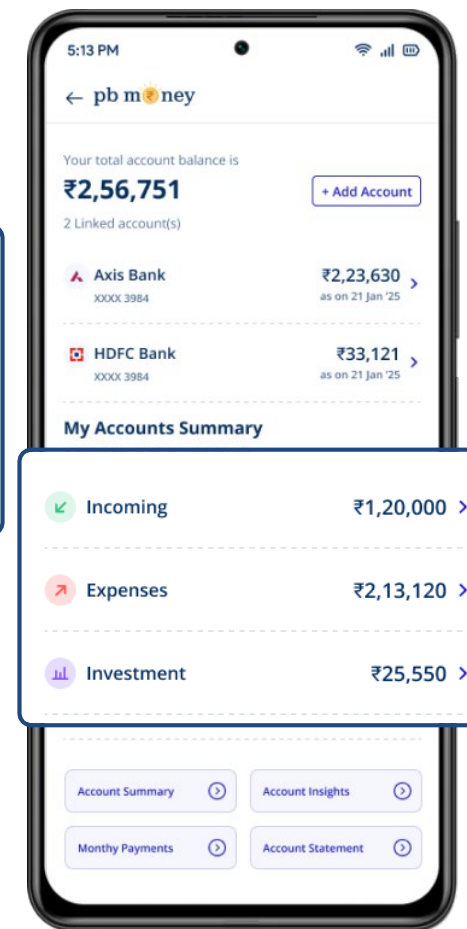 5:13 PM
← pb m₹ney
Your total account balance is
₹2,56,751
+ Add Account
2 Linked account(s)
Axis Bank ₹2,23,630
XXXX 3984 as on 21 Jan '25
HDFC Bank ₹33,121
XXXX 3984 as on 21 Jan '25
My Accounts Summary
Incoming ₹1,20,000
Expenses ₹2,13,120
Investment ₹25,550
Account Summary Account Insights
Monthy Payments Account Statement